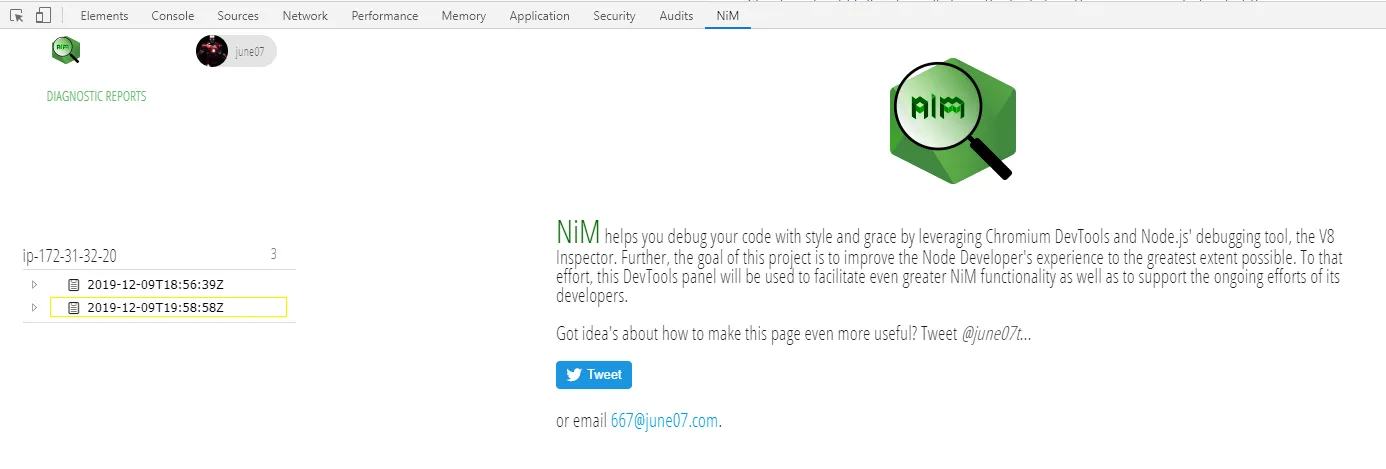 Elements Console Sources Network Performance Memory Application Security Audits NiM
NiM june07
DIAGNOSTIC REPORTS
NiM
ip-172-31-32-20 3
2019-12-09T18:56:39Z
2019-12-09T19:58:58Z
NiM helps you debug your code with style and grace by leveraging Chromium DevTools and Node.js' debugging tool, the V8
Inspector. Further, the goal of this project is to improve the Node Developer's experience to the greatest extent possible. To that
effort, this DevTools panel will be used to facilitate even greater NiM functionality as well as to support the ongoing efforts of its
developers.
Got idea's about how to make this page even more useful? Tweet @june07t...
Tweet
or email 667@june07.com.